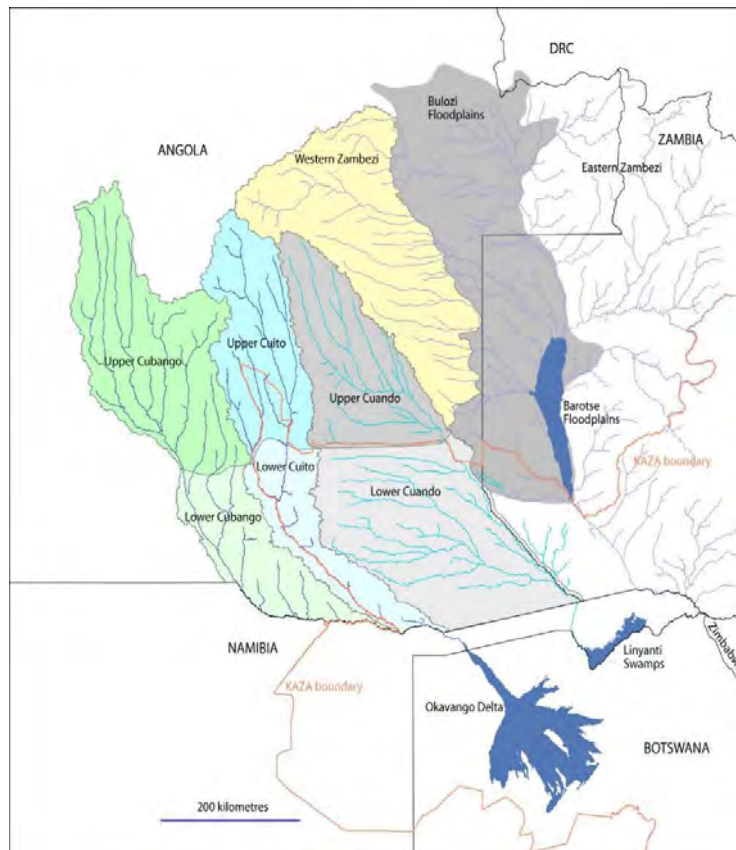 DRC
Bulozi
Floodplains
ANGOLA
ZAMBIA
Western Zambezi
Eastern Zambezi
Upper Cuito
Upper Cubango
Upper Cuando
Barotse
Floodplains
KAZA boundary
Lower Cuito
Lower Cuando
Lower Cubango
NAMIBIA
Linyanti
Swamps
KAZA boundary
Okavango Delta
BOTSWANA
200 kilometres